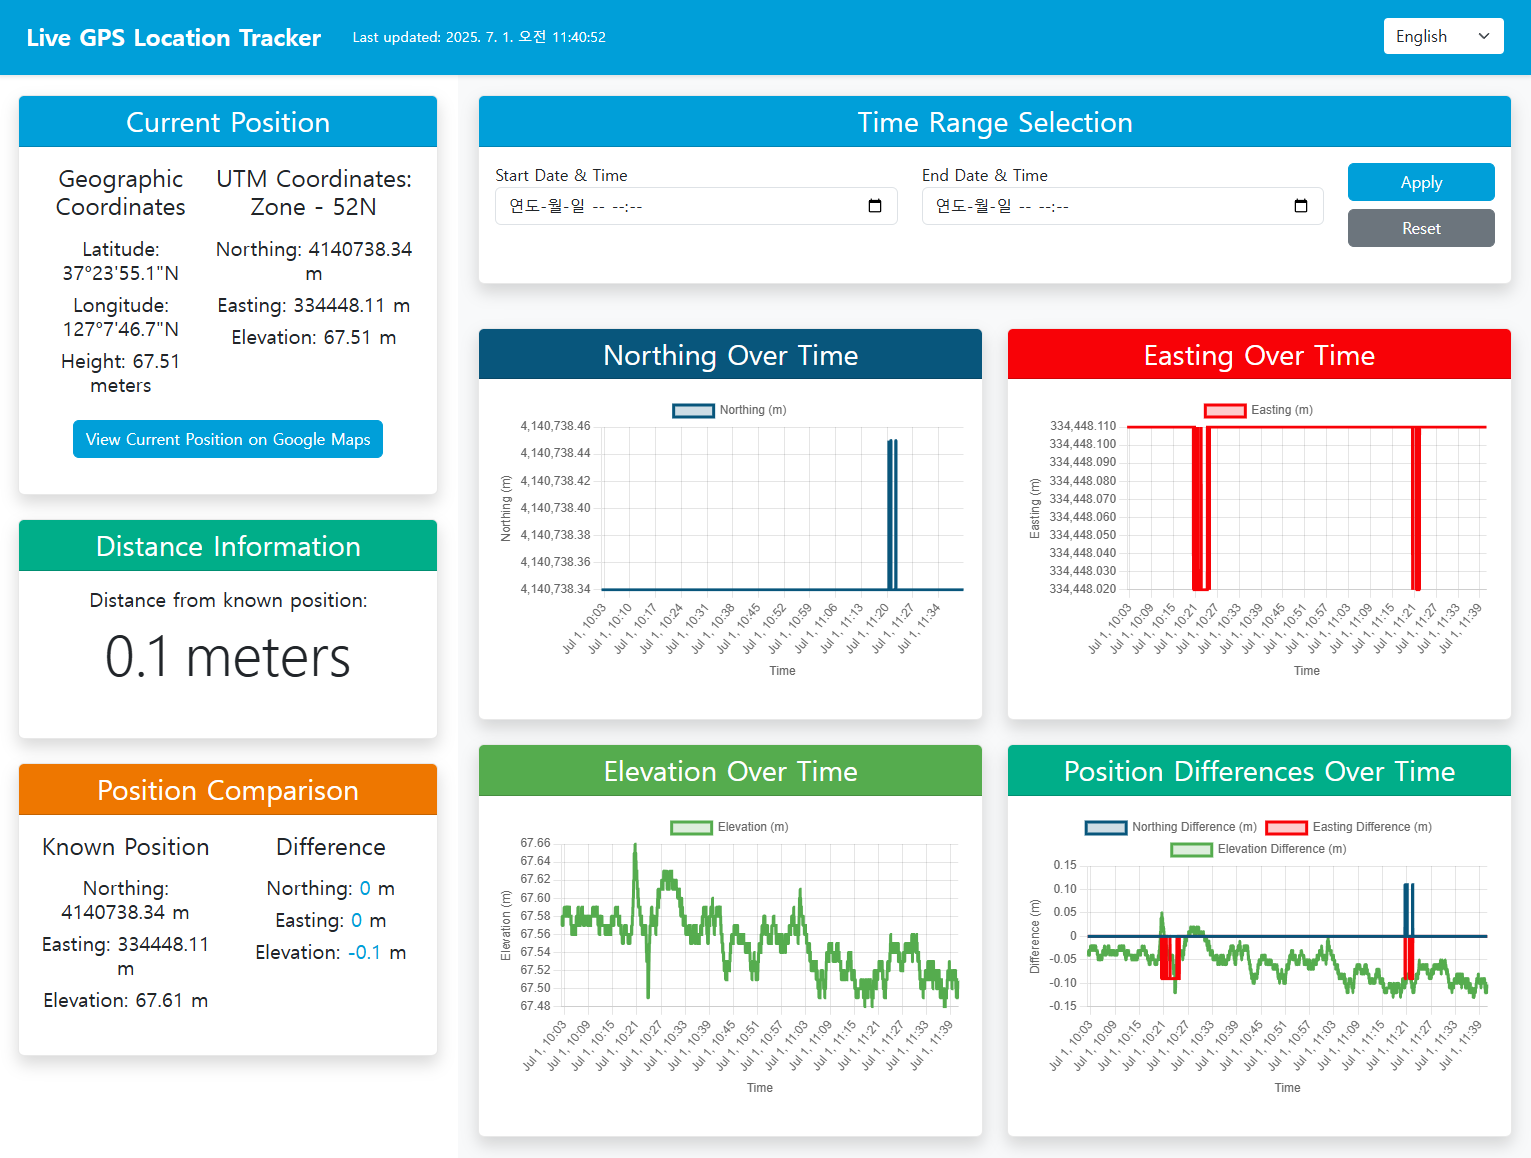 Live GPS Location Tracker
Last updated: 2025. 7. 1. 오전 11:40:52
English
Current Position
Geographic
Coordinates
Latitude:
37°23'55.1"N
Longitude:
127°7'46.7"N
Height: 67.51
meters
UTM Coordinates:
Zone - 52N
Northing: 4140738.34
m
Easting: 334448.11 m
Elevation: 67.51 m
View Current Position on Google Maps
Distance Information
Distance from known position:
0.1 meters
Position Comparison
Known Position
Northing:
4140738.34 m
Easting: 334448.11
m
Elevation: 67.61 m
Difference
Northing: 0 m
Easting: 0 m
Elevation: -0.1 m
Time Range Selection
Start Date & Time
연도-월-일 -- --:--
End Date & Time
연도-월-일 -- --:--
Apply
Reset
Northing Over Time
Northing (m)
Northing (m)
4,140,738.46
4,140,738.44
4,140,738.42
4,140,738.40
4,140,738.38
4,140,738.36
4,140,738.34
Jul 1, 10:03
Jul 1, 10:10
Jul 1, 10:17
Jul 1, 10:24
Jul 1, 10:31
Jul 1, 10:38
Jul 1, 10:45
Jul 1, 10:52
Jul 1, 10:59
Jul 1, 11:06
Jul 1, 11:13
Jul 1, 11:20
Jul 1, 11:27
Jul 1, 11:34
Time
Easting Over Time
Easting (m)
Easting (m)
334,448.110
334,448.100
334,448.090
334,448.080
334,448.070
334,448.060
334,448.050
334,448.040
334,448.030
334,448.020
Jul 1, 10:03
Jul 1, 10:09
Jul 1, 10:15
Jul 1, 10:21
Jul 1, 10:27
Jul 1, 10:33
Jul 1, 10:39
Jul 1, 10:45
Jul 1, 10:51
Jul 1, 10:57
Jul 1, 11:03
Jul 1, 11:09
Jul 1, 11:15
Jul 1, 11:21
Jul 1, 11:27
Jul 1, 11:33
Jul 1, 11:39
Time
Elevation Over Time
Elevation (m)
Elevation (m)
67.66
67.64
67.62
67.60
67.58
67.56
67.54
67.52
67.50
67.48
Jul 1, 10:03
Jul 1, 10:09
Jul 1, 10:15
Jul 1, 10:21
Jul 1, 10:27
Jul 1, 10:33
Jul 1, 10:39
Jul 1, 10:45
Jul 1, 10:51
Jul 1, 10:57
Jul 1, 11:03
Jul 1, 11:09
Jul 1, 11:15
Jul 1, 11:21
Jul 1, 11:27
Jul 1, 11:33
Jul 1, 11:39
Time
Position Differences Over Time
Northing Difference (m)
Easting Difference (m)
Elevation Difference (m)
Difference (m)
0.15
0.10
0.05
0
-0.05
-0.10
-0.15
Jul 1, 10:03
Jul 1, 10:09
Jul 1, 10:15
Jul 1, 10:21
Jul 1, 10:27
Jul 1, 10:33
Jul 1, 10:39
Jul 1, 10:45
Jul 1, 10:51
Jul 1, 10:57
Jul 1, 11:03
Jul 1, 11:09
Jul 1, 11:15
Jul 1, 11:21
Jul 1, 11:27
Jul 1, 11:33
Jul 1, 11:39
Time